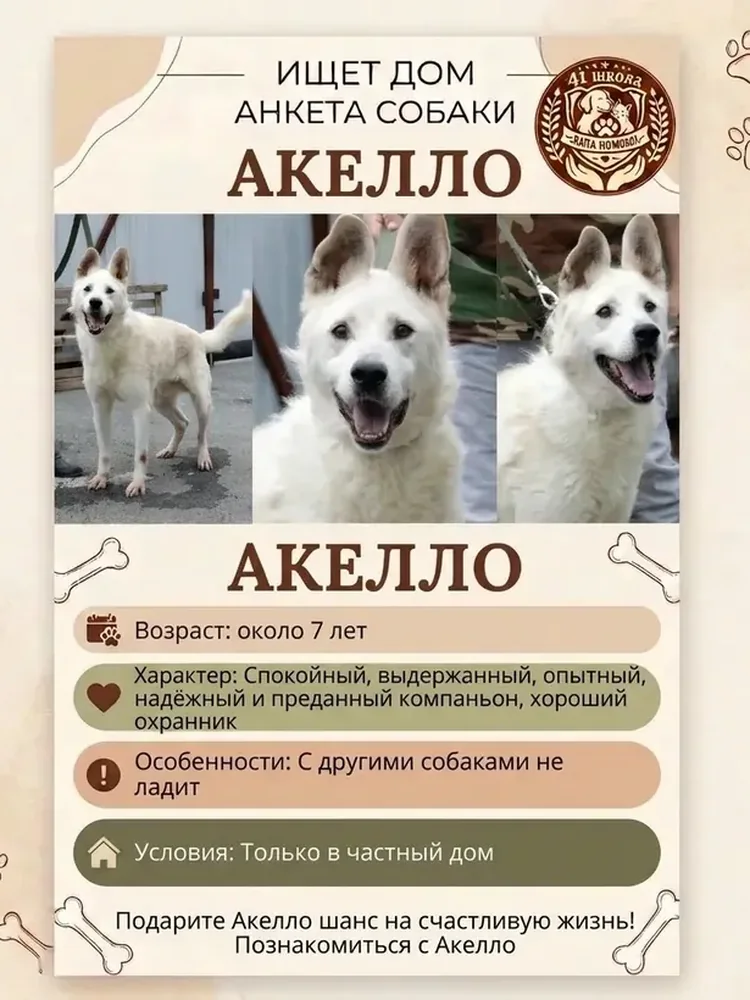 ИЩЕТ ДОМ
АНКЕТА СОБАКИ
АКЕЛЛО
АКЕЛЛО
Возраст: около 7 лет
Характер: Спокойный, выдержанный, опытный,
надёжный и преданный компаньон, хороший
охранник
Особенности: С другими собаками не
ладит
Условия: Только в частный дом
Подарите Акелло шанс на счастливую жизнь!
Познакомиться с Акелло